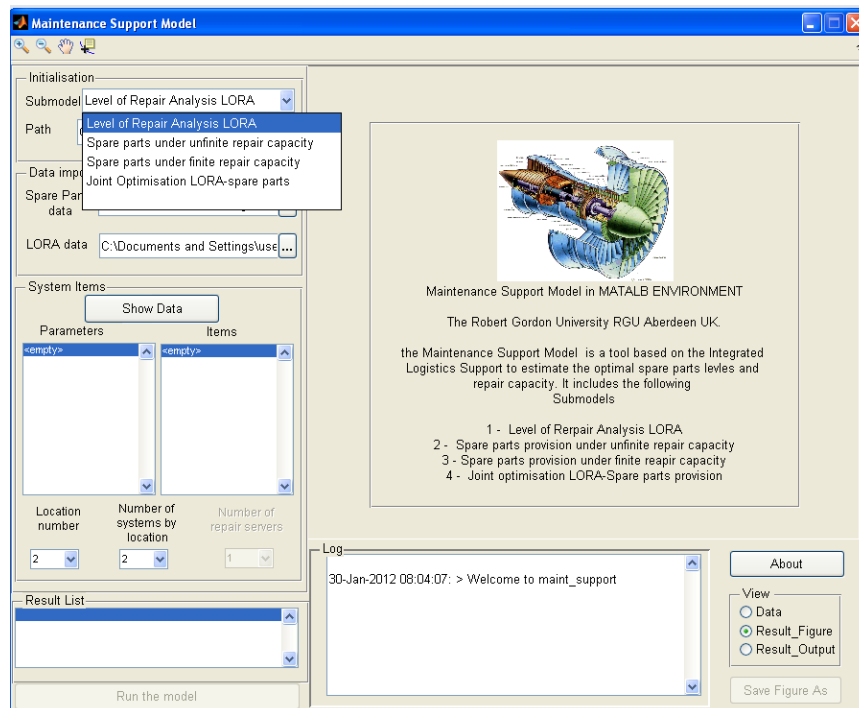 Maintenance Support Model
Initialisation
Submodel
Level of Repair Analysis LORA
Path
Level of Repair Analysis LORA
Spare parts under unfinite repair capacity
Spare parts under finite repair capacity
Joint Optimisation LORA-spare parts
Data impo
Spare Par
data
LORA data
C:\Documents and Settings\use
...
System Items
Show Data
Parameters
Items
<empty>
<empty>
Location
number
Number of
systems by
location
Number of
repair servers
2
2
1
Result List
Run the model
Maintenance Support Model in MATALB ENVIRONMENT
The Robert Gordon University RGU Aberdeen UK.
the Maintenance Support Model is a tool based on the Integrated
Logistics Support to estimate the optimal spare parts levles and
repair capacity. It includes the following
Submodels
1 - Level of Rerpair Analysis LORA
2 - Spare parts provision under unfinite repair capacity
3 - Spare parts provision under finite reapir capacity
4 - Joint optimisation LORA-Spare parts provision
Log
30-Jan-2012 08:04:07: > Welcome to maint_support
About
View
Data
Result_Figure
Result_Output
Save Figure As